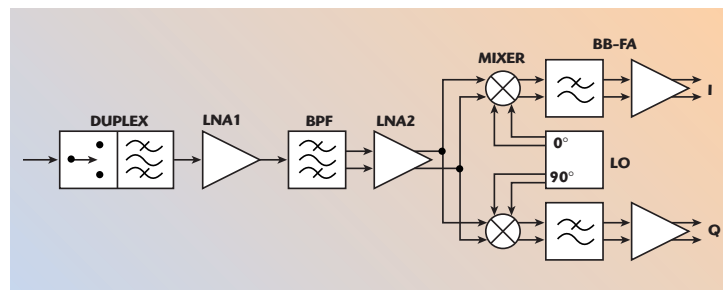 BB-FA
MIXER
I
DUPLEX
LNA1
BPF
LNA2
0°
LO
90°
Q